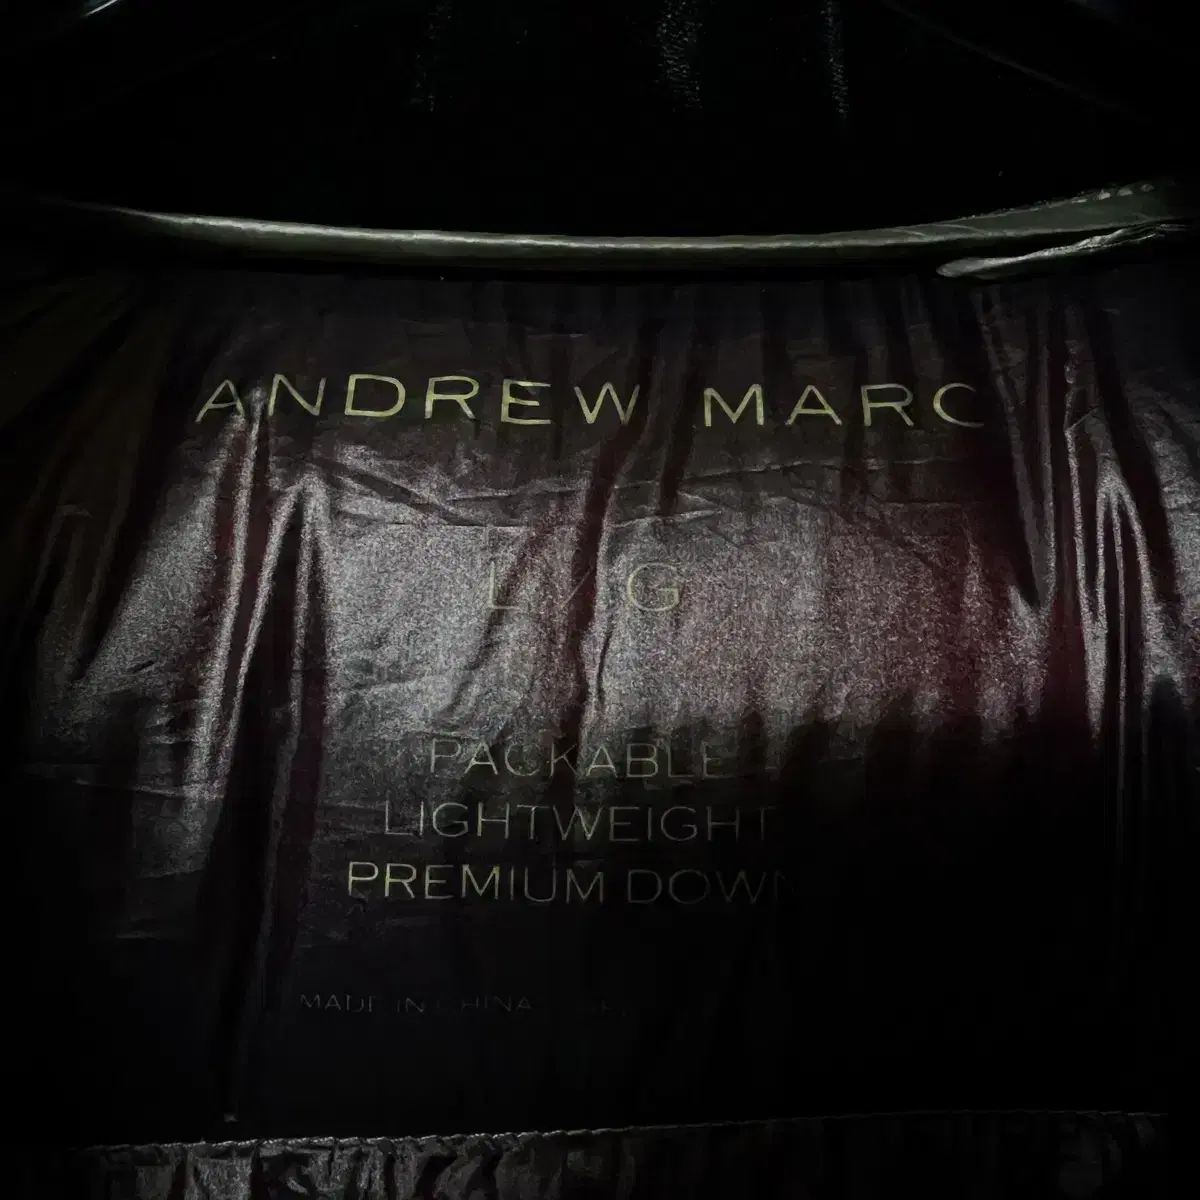 ANDREW MARC
L / G
PACKABLE
LIGHTWEIGHT
PREMIUM DOWN
MADE IN CHINA